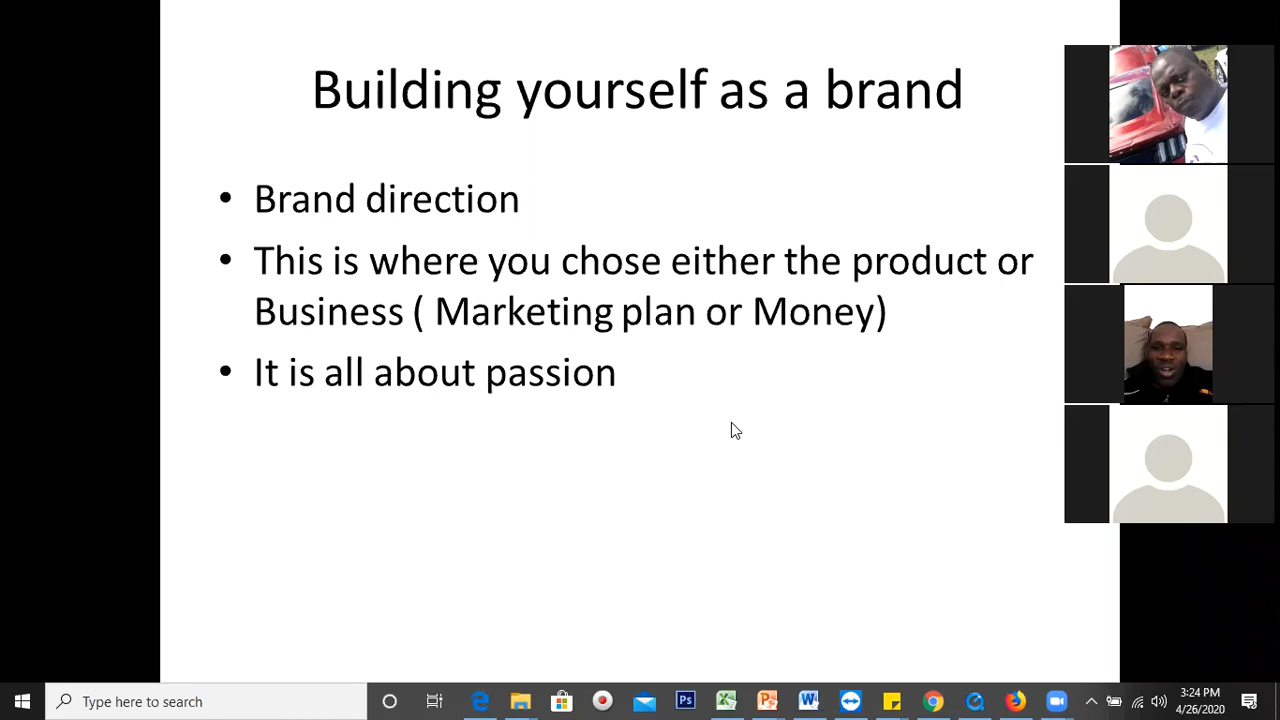 Building yourself as a brand
• Brand direction
• This is where you chose either the product or
Business ( Marketing plan or Money)
• It is all about passion
Type here to search
3:24 PM
4/26/2020